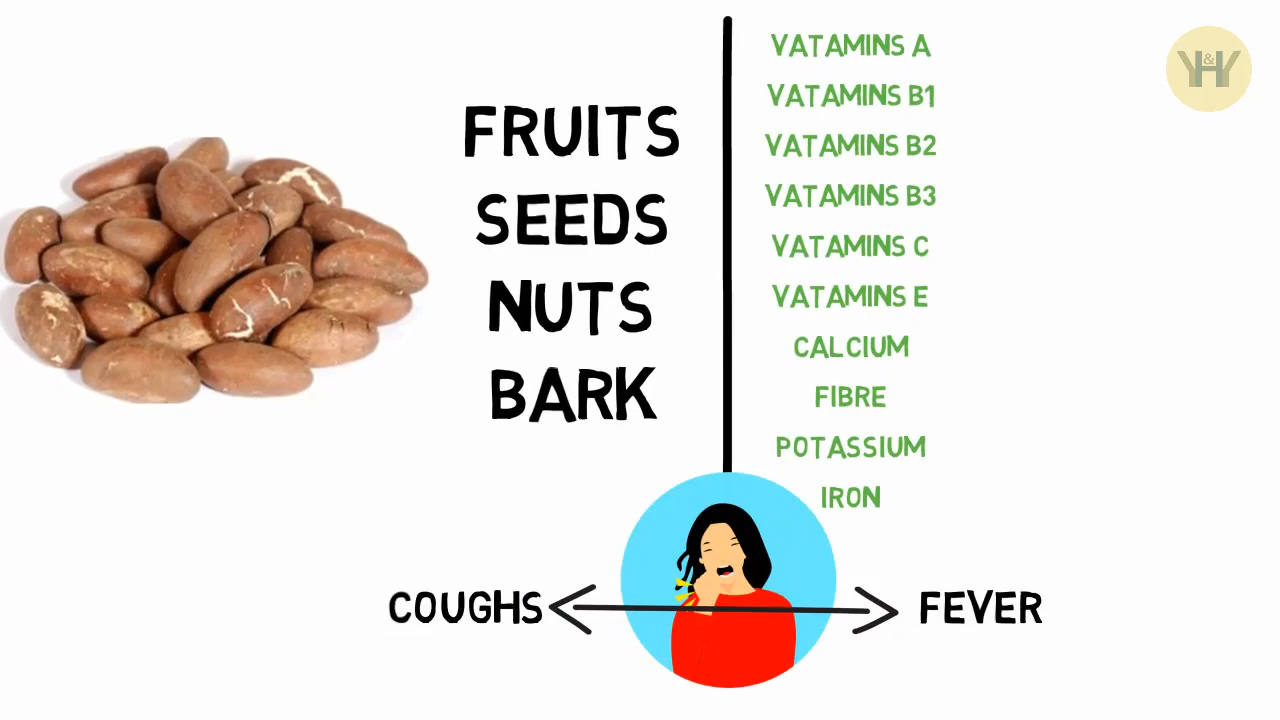 FRUITS
SEEDS
NUTS
BARK
VATAMINS A
VATAMINS B1
VATAMINS B2
VATAMINS B3
VATAMINS C
VATAMINS E
CALCIUM
FIBRE
POTASSIUM
IRON
COUGHS
FEVER
Y&HY